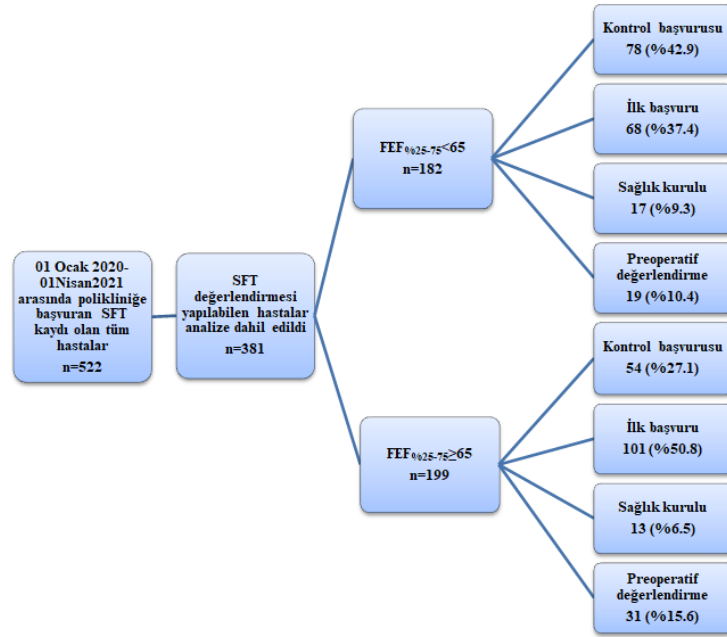 01 Ocak 2020-
01Nisan2021
arasında polikliniğe
başvuran SFT
kaydı olan tüm
hastalar
n=522
SFT
değerlendirmesi
yapılabilen hastalar
analize dahil edildi
n=381
FEF%25-75<65
n=182
Kontrol başvurusu
78 (%42.9)
İlk başvuru
68 (%37.4)
Sağlık kurulu
17 (%9.3)
Preoperatif
değerlendirme
19 (%10.4)
FEF%25-75≥65
n=199
Kontrol başvurusu
54 (%27.1)
İlk başvuru
101 (%50.8)
Sağlık kurulu
13 (%6.5)
Preoperatif
değerlendirme
31 (%15.6)